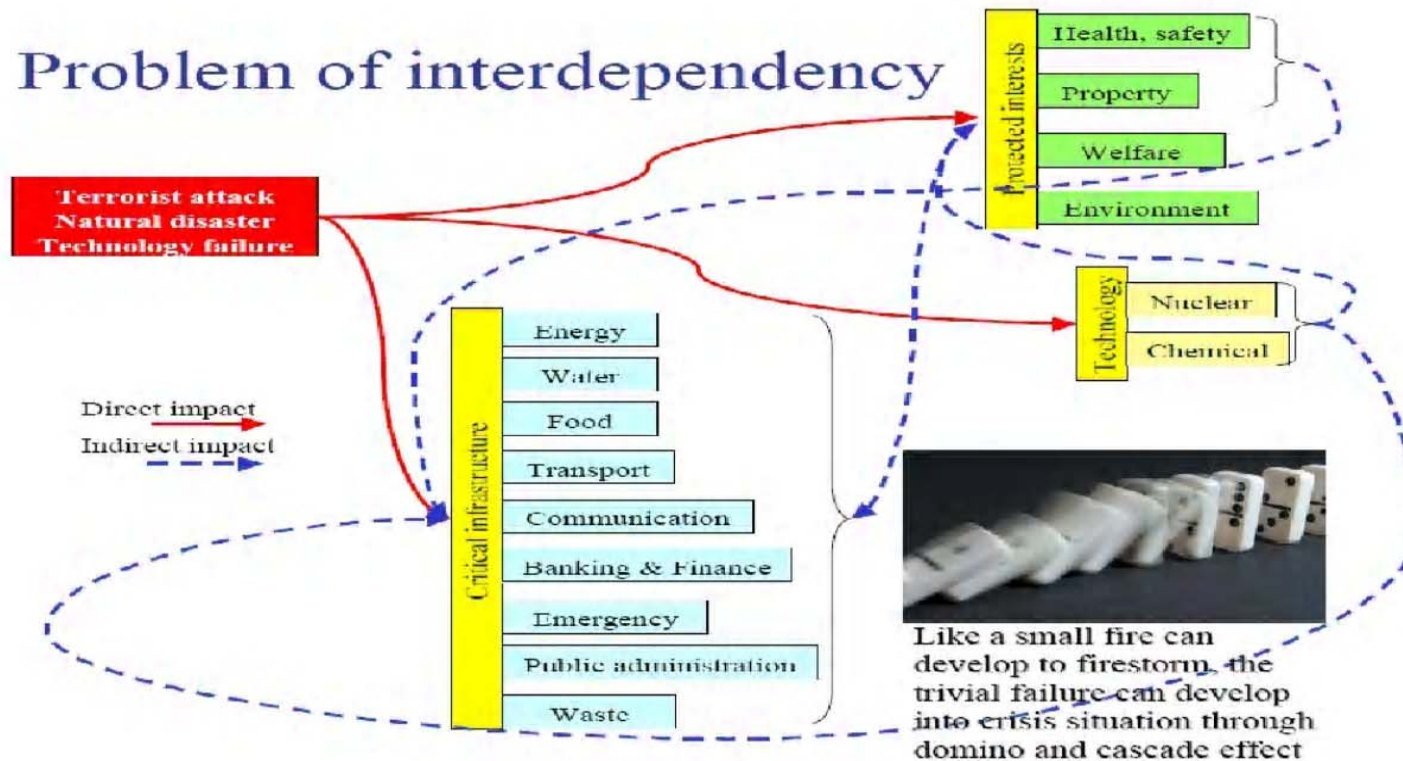 Problem of interdependency
Terrorist attack
Natural disaster
Technology failure
Direct impact
Indirect impact
Protected interests
Health, safety
Property
Welfare
Environment
Technology
Nuclear
Chemical
Critical infrastructure
Energy
Water
Food
Transport
Communication
Banking & Finance
Emergency
Public administration
Waste
Like a small fire can
develop to firestorm, the
trivial failure can develop
into crisis situation through
domino and cascade effect